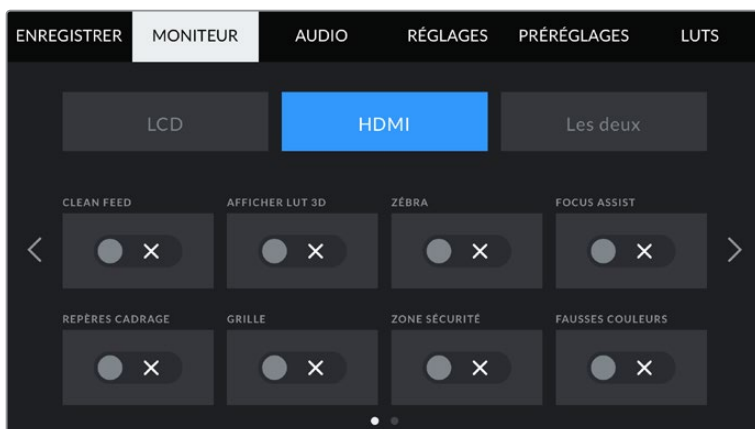 ENREGISTRER MONITEUR AUDIO RÉGLAGES PRÉRÉGLAGES LUTS
LCD HDMI Les deux
CLEAN FEED AFFICHER LUT 3D ZÉBRA FOCUS ASSIST
REPÈRES CADRAGE GRILLE ZONE SÉCURITÉ FAUSSES COULEURS